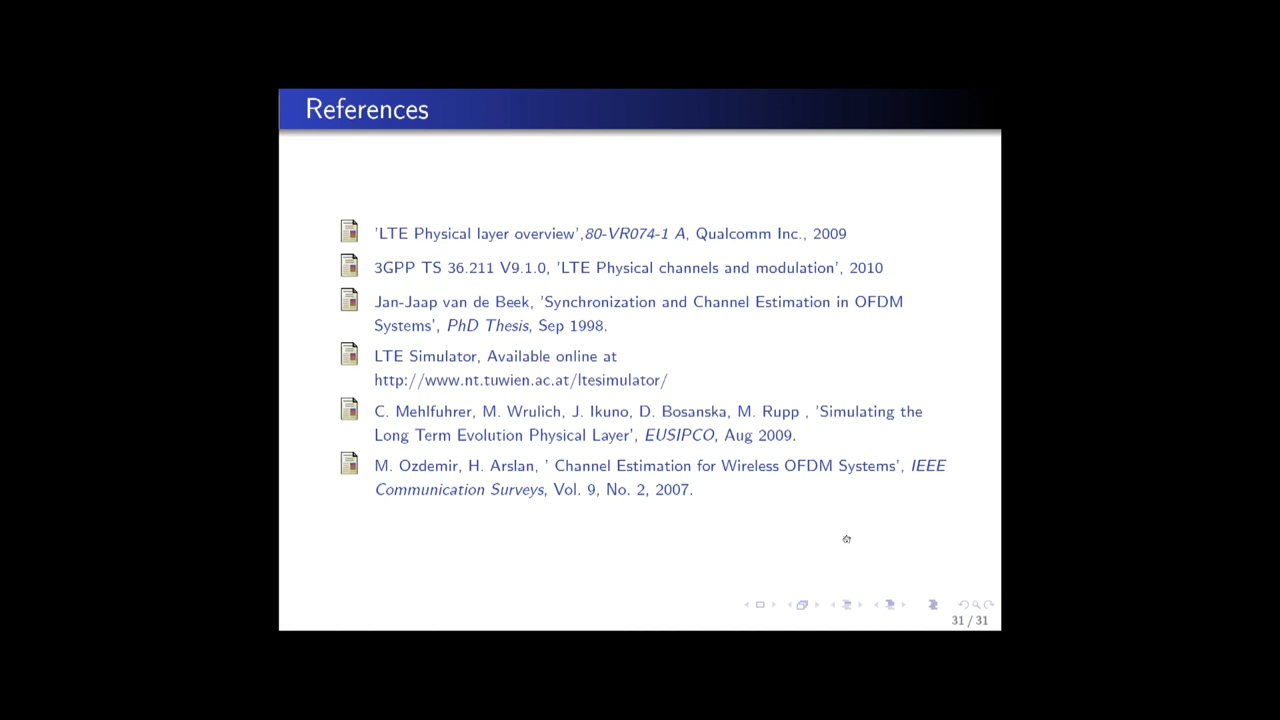 References
'LTE Physical layer overview',80-VR074-1 A, Qualcomm Inc., 2009
3GPP TS 36.211 V9.1.0, 'LTE Physical channels and modulation', 2010
Jan-Jaap van de Beek, 'Synchronization and Channel Estimation in OFDM
Systems', PhD Thesis, Sep 1998.
LTE Simulator, Available online at
http://www.nt.tuwien.ac.at/ltesimulator/
C. Mehlfuhrer, M. Wrulich, J. Ikuno, D. Bosanska, M. Rupp , 'Simulating the
Long Term Evolution Physical Layer', EUSIPCO, Aug 2009.
M. Ozdemir, H. Arslan, ' Channel Estimation for Wireless OFDM Systems', IEEE
Communication Surveys, Vol. 9, No. 2, 2007.
31 / 31